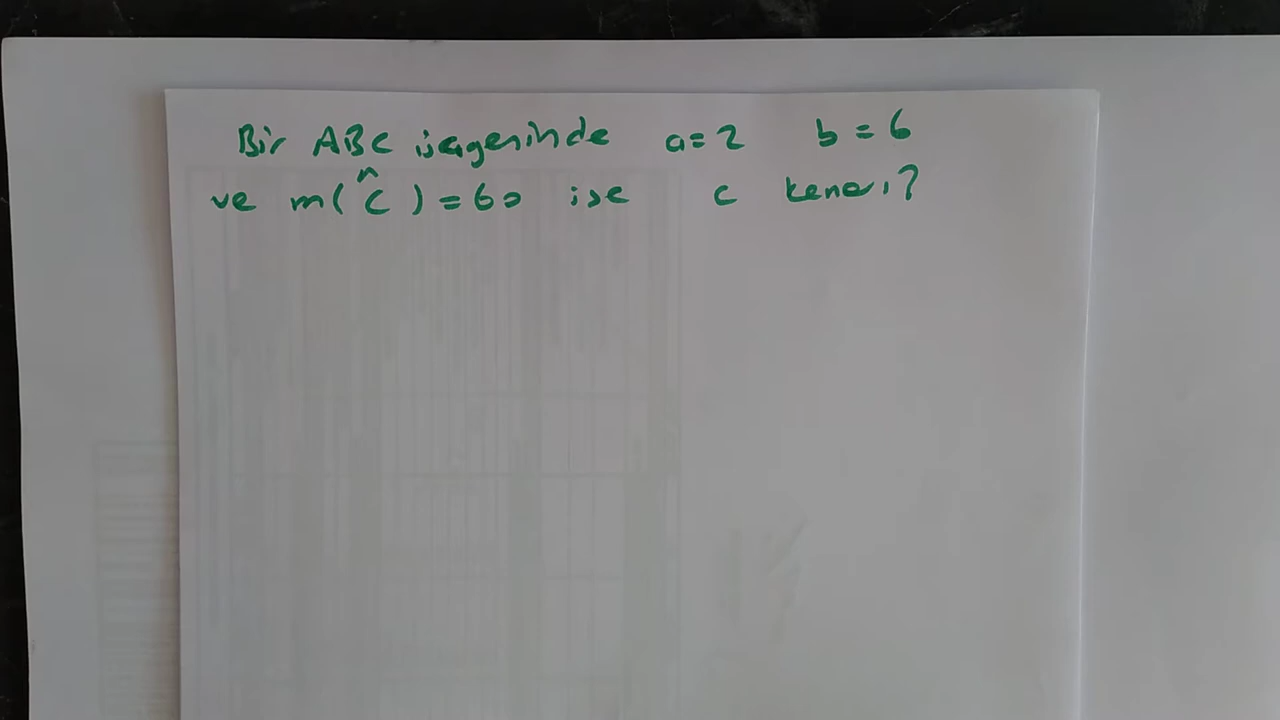 Bir ABC üçgeninde a=2 b=6
ve m(Ĉ)=60 ise c kenarı?